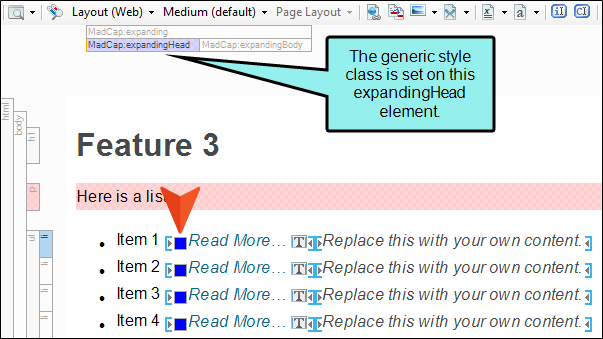 Layout (Web) Medium (default) Page Layout
MadCap:expanding
MadCap:expandingHead MadCap:expandingBody
The generic style
class is set on this
expandingHead
element.
html
body
h1
Feature 3
p
Here is a list
ul
li
li
li
li
Item 1 Read More... T Replace this with your own content.
Item 2 Read More... T Replace this with your own content.
Item 3 Read More... T Replace this with your own content.
Item 4 Read More... T Replace this with your own content.